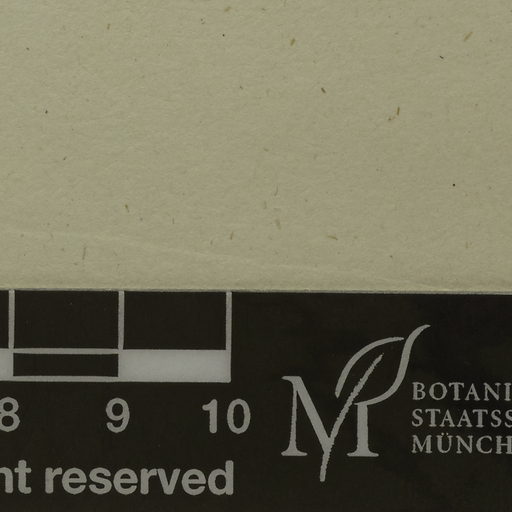 8 9 10
nt reserved
M
BOTANI
STAATSS
MÜNCH